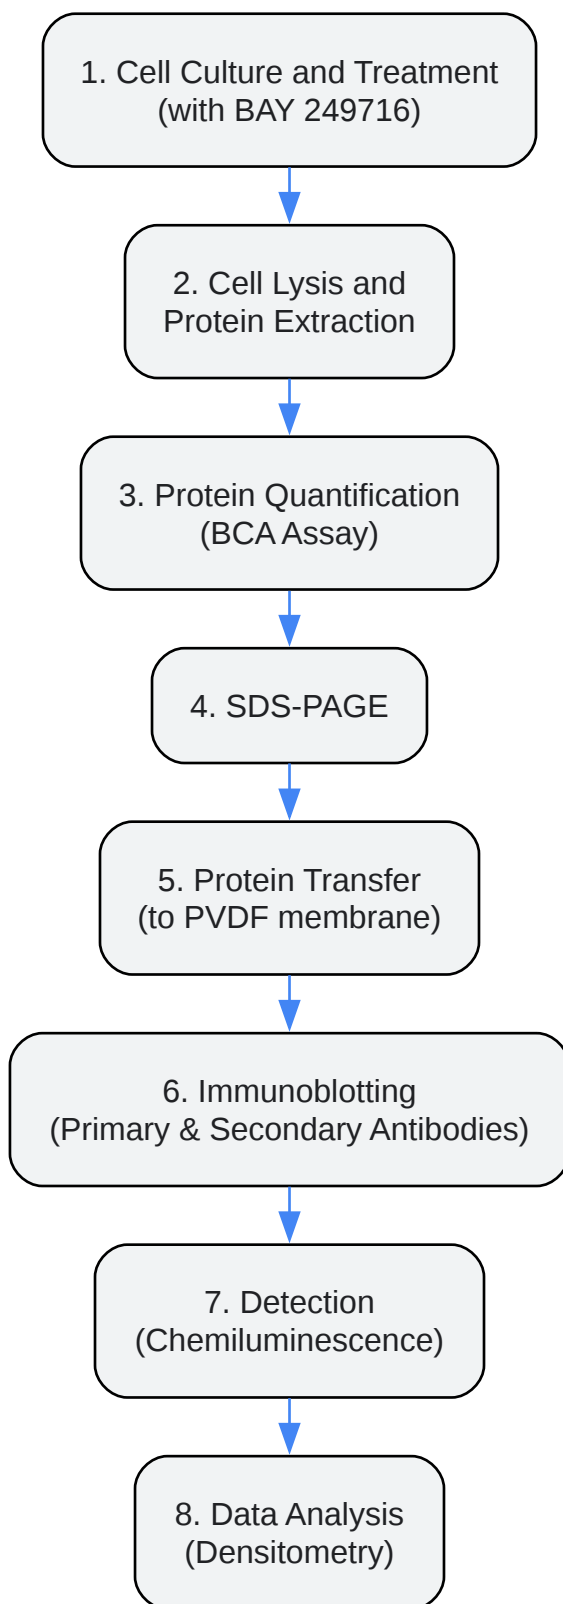 1. Cell Culture and Treatment
(with BAY 249716)
2. Cell Lysis and
Protein Extraction
3. Protein Quantification
(BCA Assay)
4. SDS-PAGE
5. Protein Transfer
(to PVDF membrane)
6. Immunoblotting
(Primary & Secondary Antibodies)
7. Detection
(Chemiluminescence)
8. Data Analysis
(Densitometry)